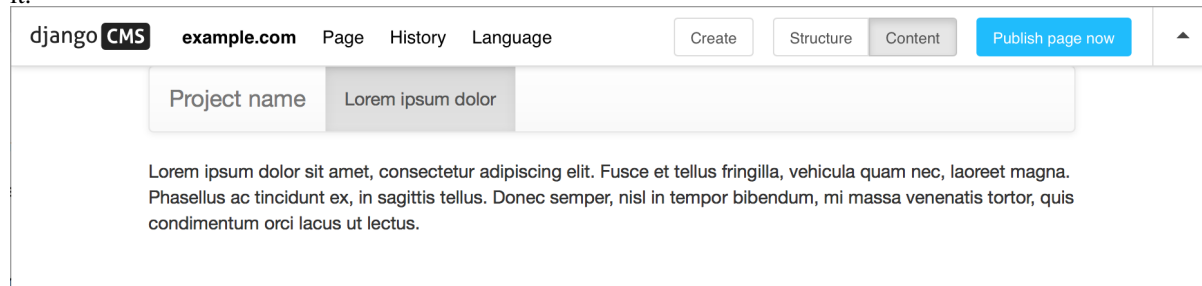 it.
django CMS example.com Page History Language Create Structure Content Publish page now
Project name Lorem ipsum dolor
Lorem ipsum dolor sit amet, consectetur adipiscing elit. Fusce et tellus fringilla, vehicula quam nec, laoreet magna.
Phasellus ac tincidunt ex, in sagittis tellus. Donec semper, nisl in tempor bibendum, mi massa venenatis tortor, quis
condimentum orci lacus ut lectus.